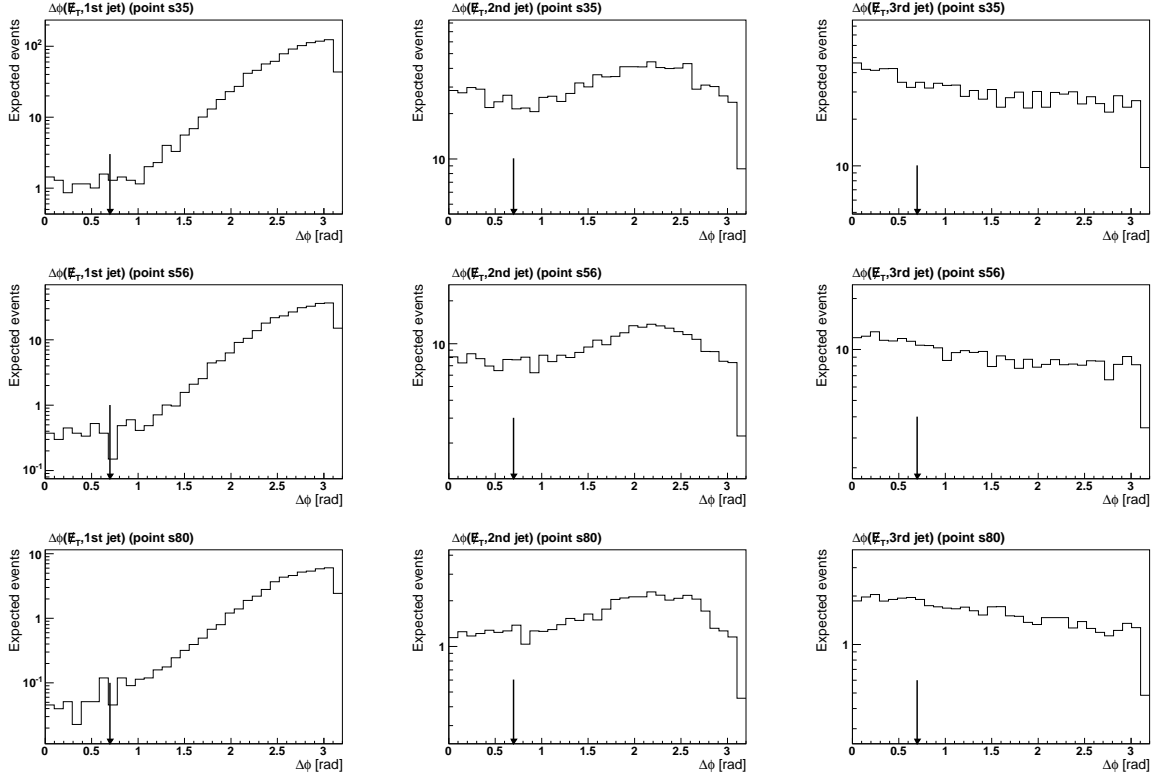 Δϕ(E̸_T,1st jet) (point s35)
Expected events
10²
10
1
0 0.5 1 1.5 2 2.5 3
Δϕ [rad]
Δϕ(E̸_T,2nd jet) (point s35)
Expected events
10
0 0.5 1 1.5 2 2.5 3
Δϕ [rad]
Δϕ(E̸_T,3rd jet) (point s35)
Expected events
10
0 0.5 1 1.5 2 2.5 3
Δϕ [rad]
Δϕ(E̸_T,1st jet) (point s56)
Expected events
10
1
10⁻¹
0 0.5 1 1.5 2 2.5 3
Δϕ [rad]
Δϕ(E̸_T,2nd jet) (point s56)
Expected events
10
0 0.5 1 1.5 2 2.5 3
Δϕ [rad]
Δϕ(E̸_T,3rd jet) (point s56)
Expected events
10
0 0.5 1 1.5 2 2.5 3
Δϕ [rad]
Δϕ(E̸_T,1st jet) (point s80)
Expected events
10
1
10⁻¹
0 0.5 1 1.5 2 2.5 3
Δϕ [rad]
Δϕ(E̸_T,2nd jet) (point s80)
Expected events
1
0 0.5 1 1.5 2 2.5 3
Δϕ [rad]
Δϕ(E̸_T,3rd jet) (point s80)
Expected events
1
0 0.5 1 1.5 2 2.5 3
Δϕ [rad]